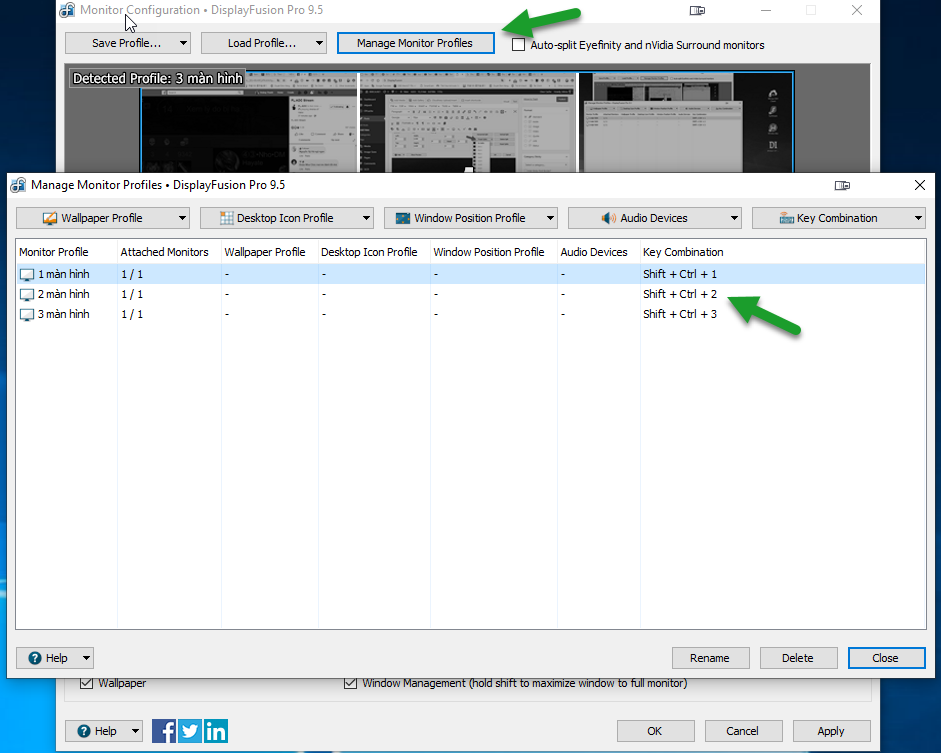 Monitor Configuration • DisplayFusion Pro 9.5
Save Profile... Load Profile... Manage Monitor Profiles Auto-split Eyefinity and nVidia Surround monitors
Detected Profile: 3 màn hình
Manage Monitor Profiles • DisplayFusion Pro 9.5
Wallpaper Profile Desktop Icon Profile Window Position Profile Audio Devices Key Combination
Monitor Profile Attached Monitors Wallpaper Profile Desktop Icon Profile Window Position Profile Audio Devices Key Combination
1 màn hình 1 / 1 - - - - Shift + Ctrl + 1
2 màn hình 1 / 1 - - - - Shift + Ctrl + 2
3 màn hình 1 / 1 - - - - Shift + Ctrl + 3
Help Rename Delete Close
Wallpaper Window Management (hold shift to maximize window to full monitor)
Help OK Cancel Apply